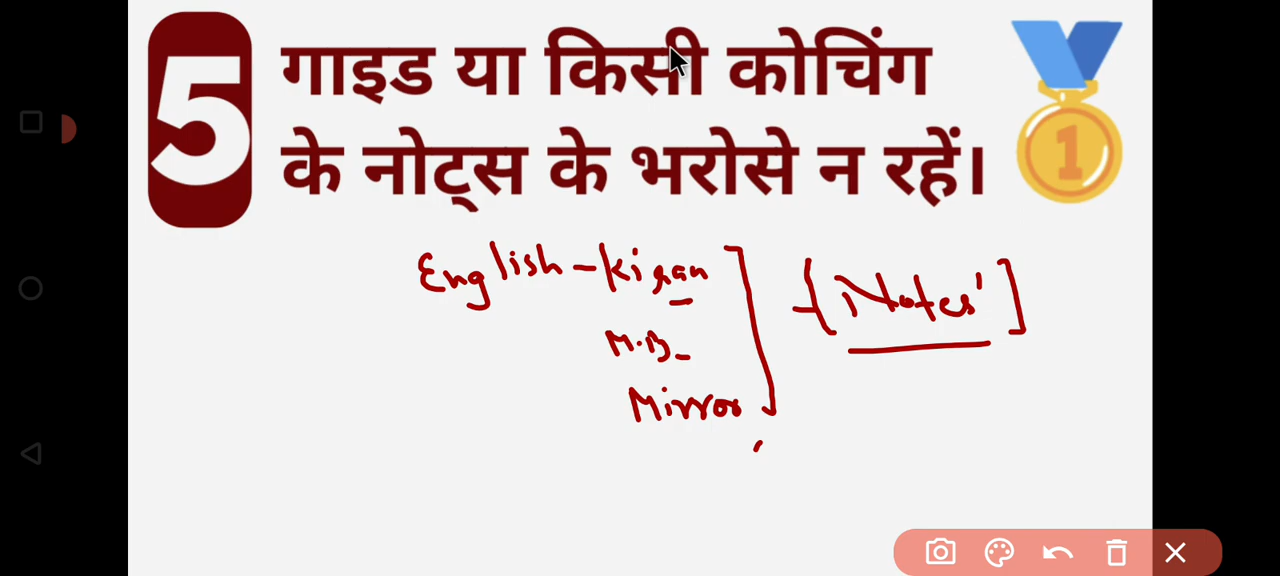 5 गाइड या किसी कोचिंग
के नोट्स के भरोसे न रहें।
1
English - Kiran
M.B.
Mirror
{Notes']